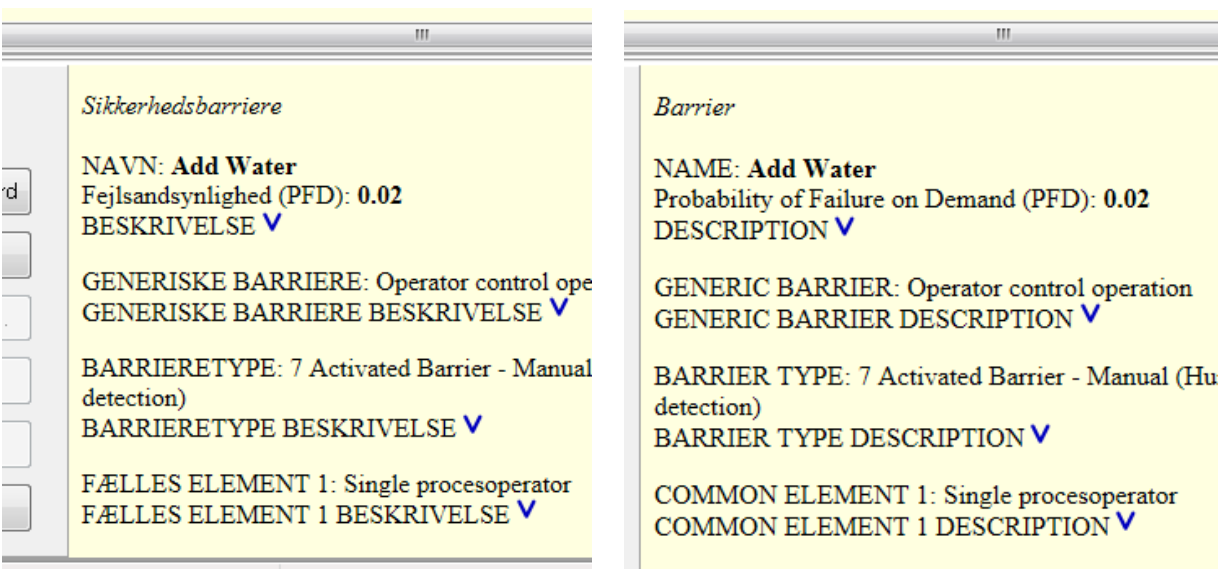 Sikkerhedsbarriere
NAVN: Add Water
Fejlsandsynlighed (PFD): 0.02
BESKRIVELSE
GENERISKE BARRIERE: Operator control ope
GENERISKE BARRIERE BESKRIVELSE
BARRIERETYPE: 7 Activated Barrier - Manual
detection)
BARRIERETYPE BESKRIVELSE
FÆLLES ELEMENT 1: Single procesoperator
FÆLLES ELEMENT 1 BESKRIVELSE
Barrier
NAME: Add Water
Probability of Failure on Demand (PFD): 0.02
DESCRIPTION
GENERIC BARRIER: Operator control operation
GENERIC BARRIER DESCRIPTION
BARRIER TYPE: 7 Activated Barrier - Manual (Hu
detection)
BARRIER TYPE DESCRIPTION
COMMON ELEMENT 1: Single procesoperator
COMMON ELEMENT 1 DESCRIPTION